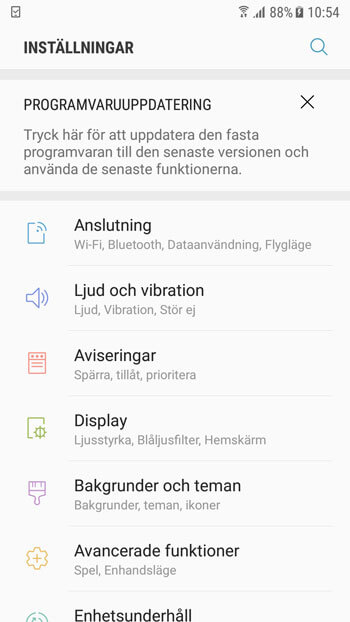 88% 10:54
INSTÄLLNINGAR
PROGRAMVARUUPPDATERING
Tryck här för att uppdatera den fasta
programvaran till den senaste versionen och
använda de senaste funktionerna.
Anslutning
Wi-Fi, Bluetooth, Dataanvändning, Flygläge
Ljud och vibration
Ljud, Vibration, Stör ej
Aviseringar
Spärra, tillåt, prioritera
Display
Ljusstyrka, Blåljusfilter, Hemskärm
Bakgrunder och teman
Bakgrunder, teman, ikoner
Avancerade funktioner
Spel, Enhandsläge
Enhetsunderhåll